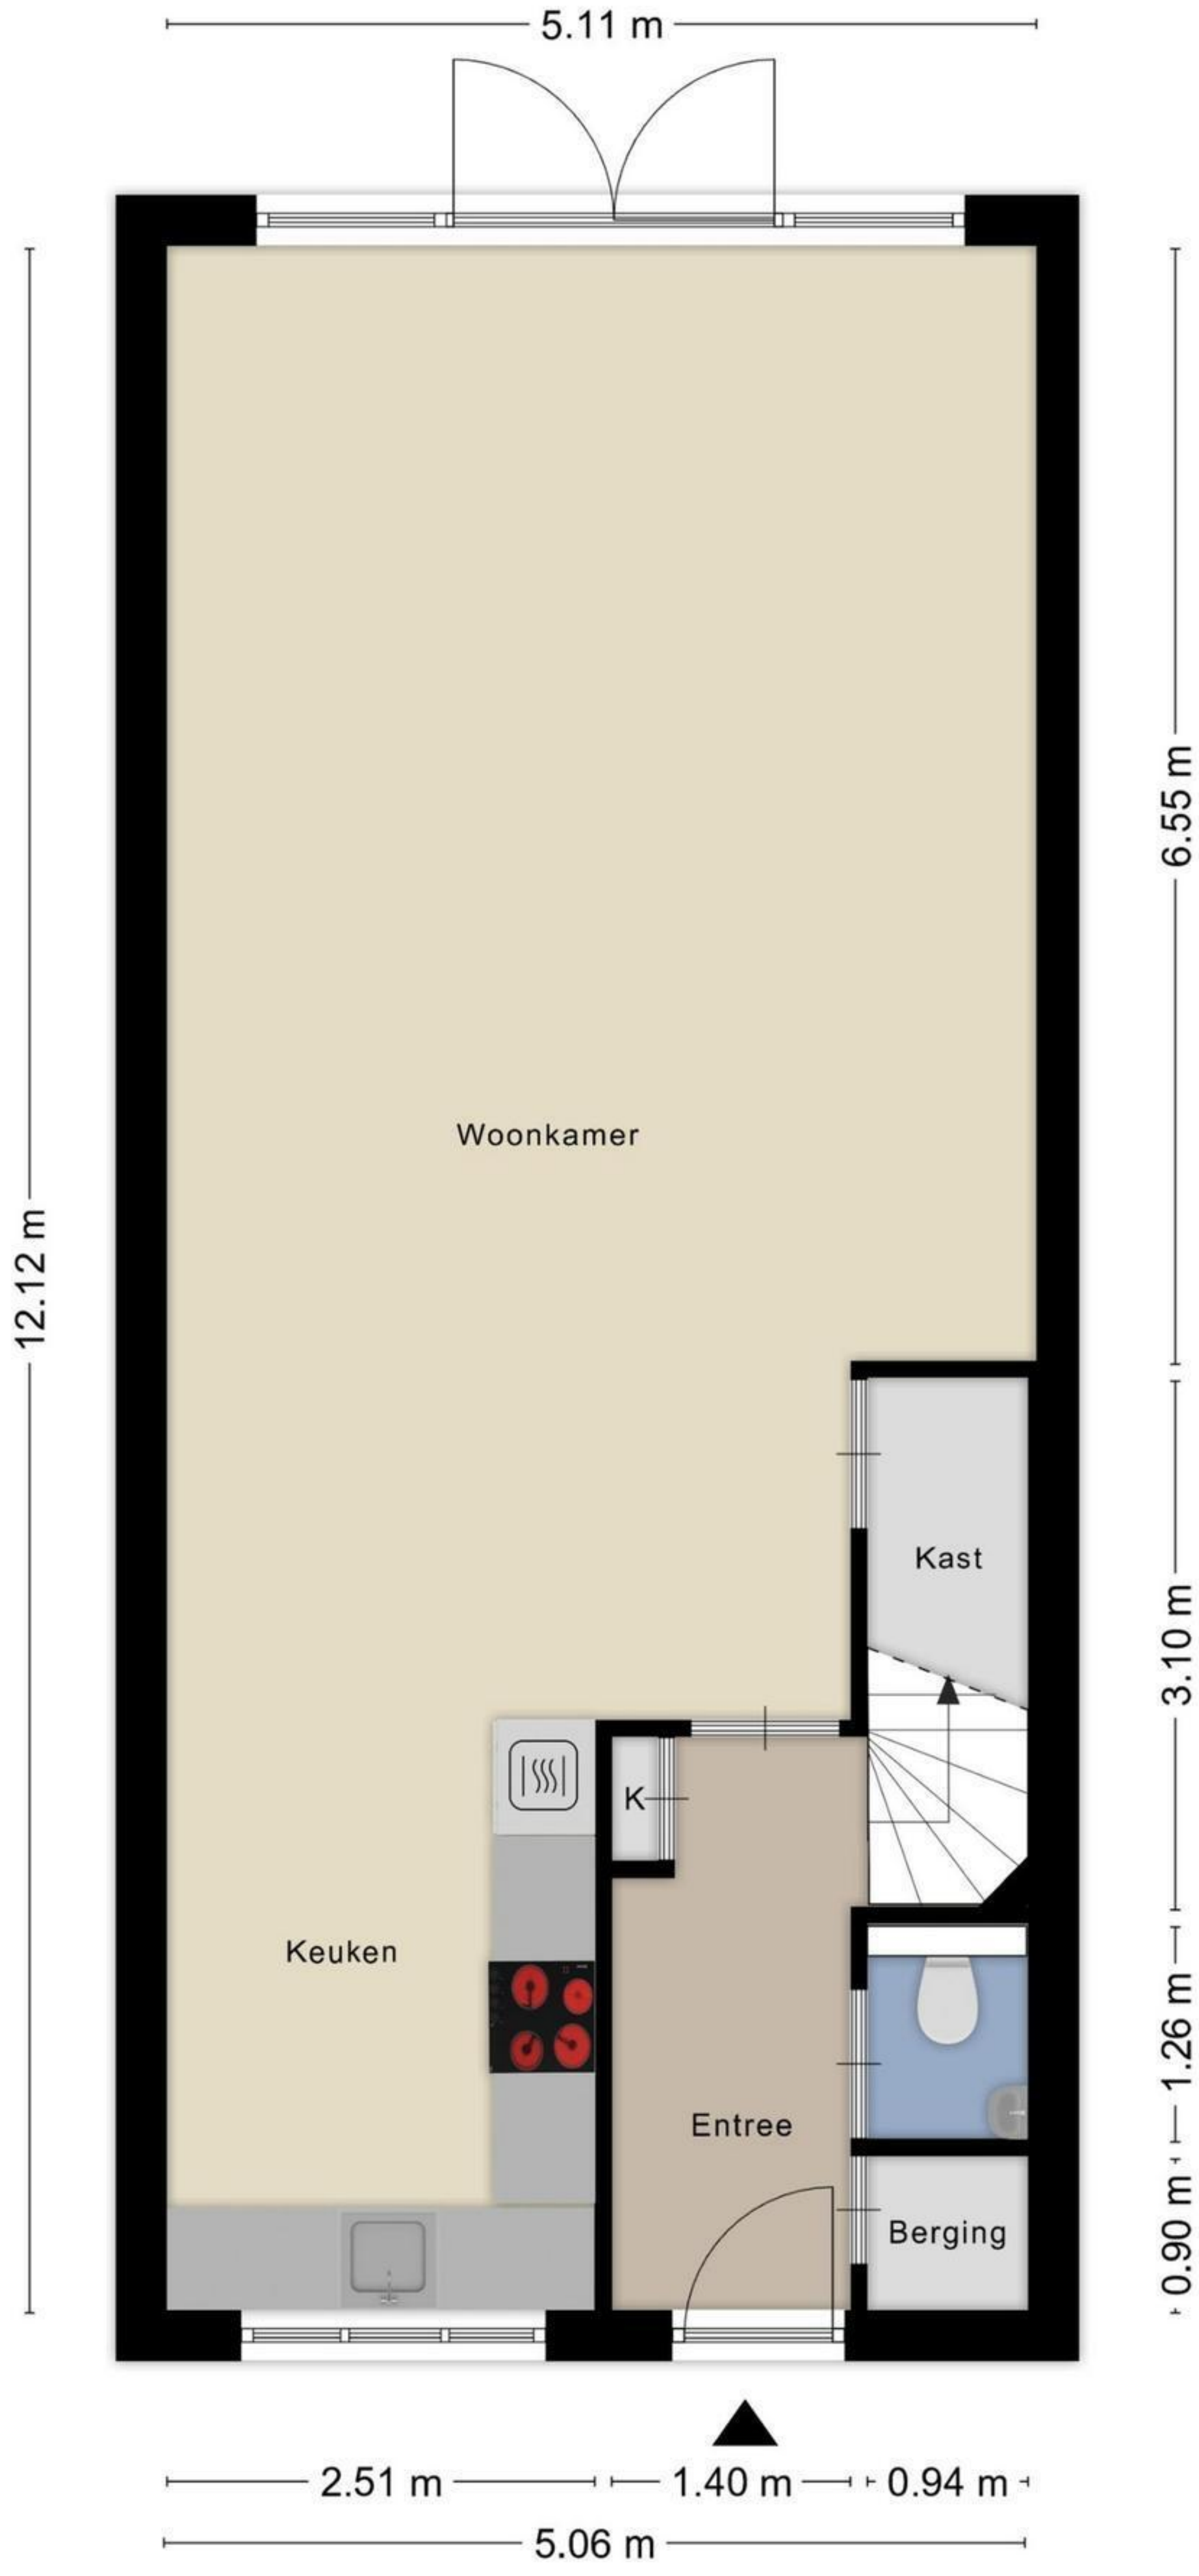 5.11 m
6.55 m
Woonkamer
12.12 m
Kast
3.10 m
K
Keuken
1.26 m
Entree
Berging
0.90 m
2.51 m
1.40 m
0.94 m
5.06 m